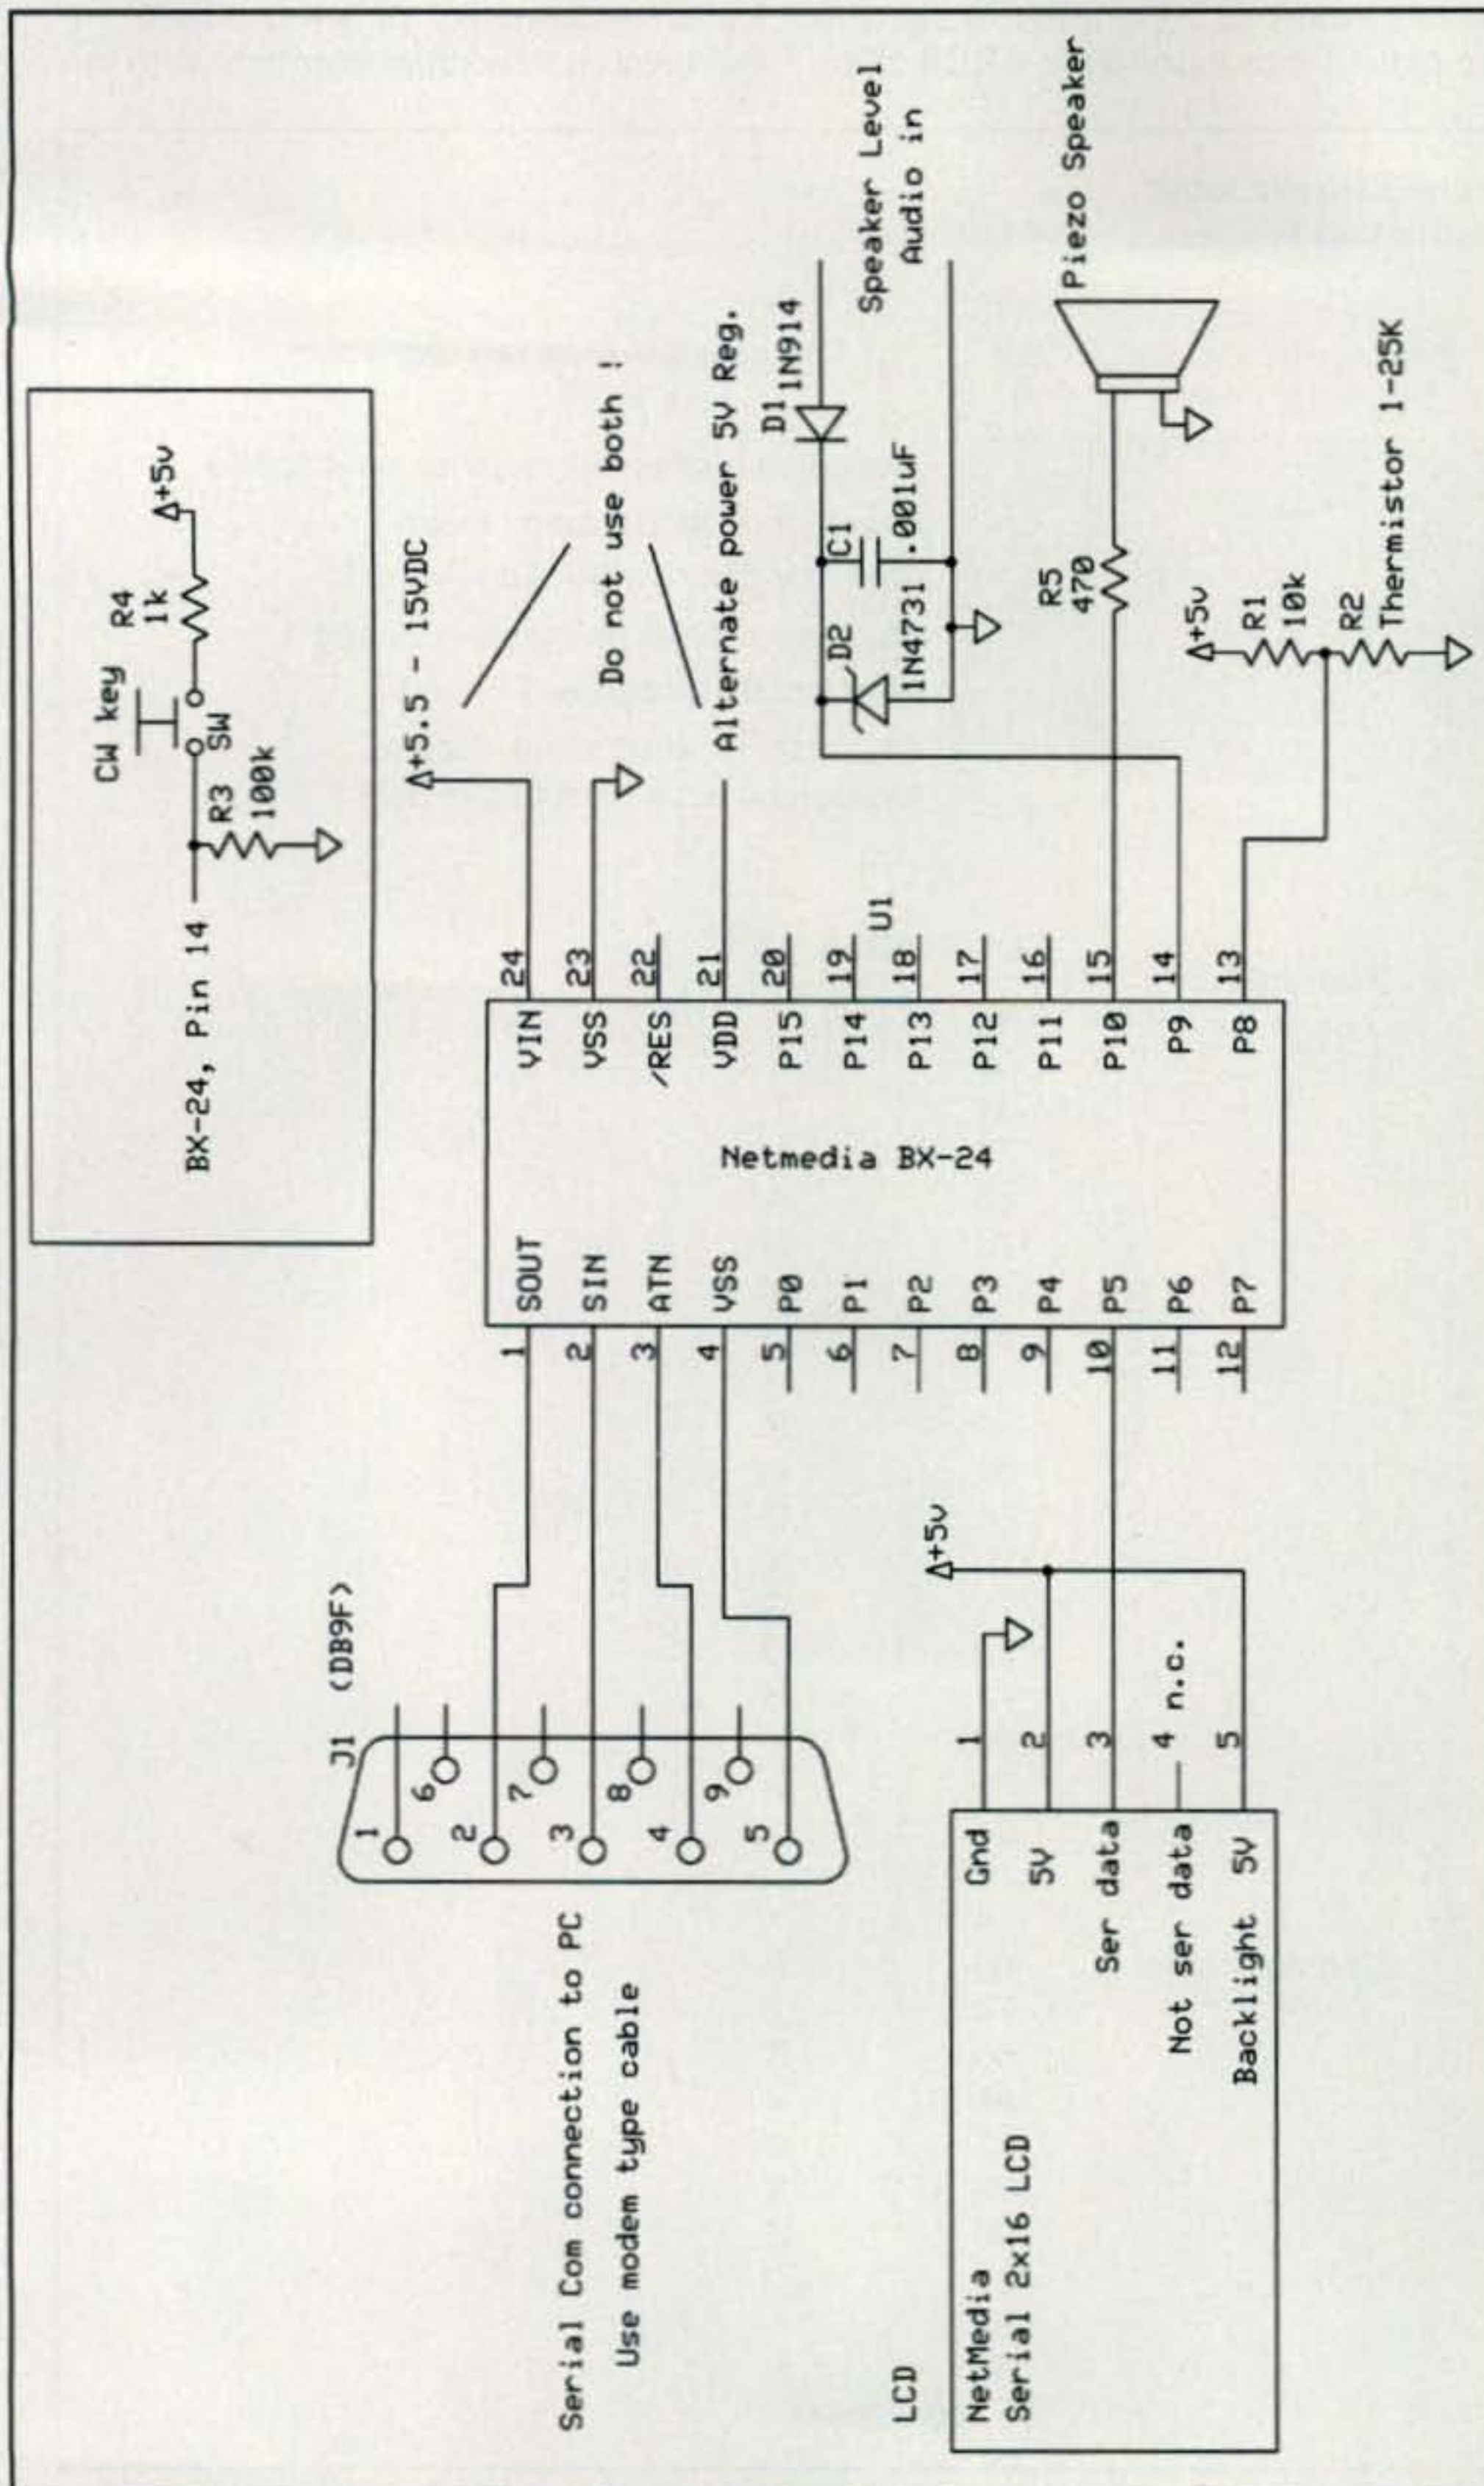 BX-24, Pin 14
CW key
SW
R4
1k
+5v
R3
100k
J1 (DB9F)
1
6
2
7
3
8
4
9
5
Serial Com connection to PC
Use modem type cable
+5.5 - 15VDC
Do not use both !
Alternate power 5V Reg.
1 SOUT
2 SIN
3 ATN
4 VSS
5 P0
6 P1
7 P2
8 P3
9 P4
10 P5
11 P6
12 P7
Netmedia BX-24
VIN 24
VSS 23
/RES 22
VDD 21
P15 20
P14 19
P13 18
P12 17
P11 16
P10 15
P9 14
P8 13
U1
D1
1N914
C1
.001uF
D2
1N4731
Speaker Level
Audio in
R5
470
Piezo Speaker
+5v
R1
10k
R2
Thermistor 1-25K
LCD
NetMedia
Serial 2x16 LCD
Gnd 1
5V 2
Ser data 3
Not ser data 4 n.c.
Backlight 5V 5
+5v